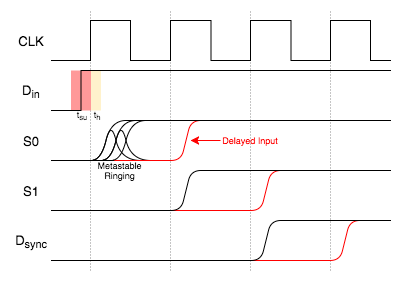 CLK
Din
tsu th
S0
Delayed Input
Metastable
Ringing
S1
Dsync